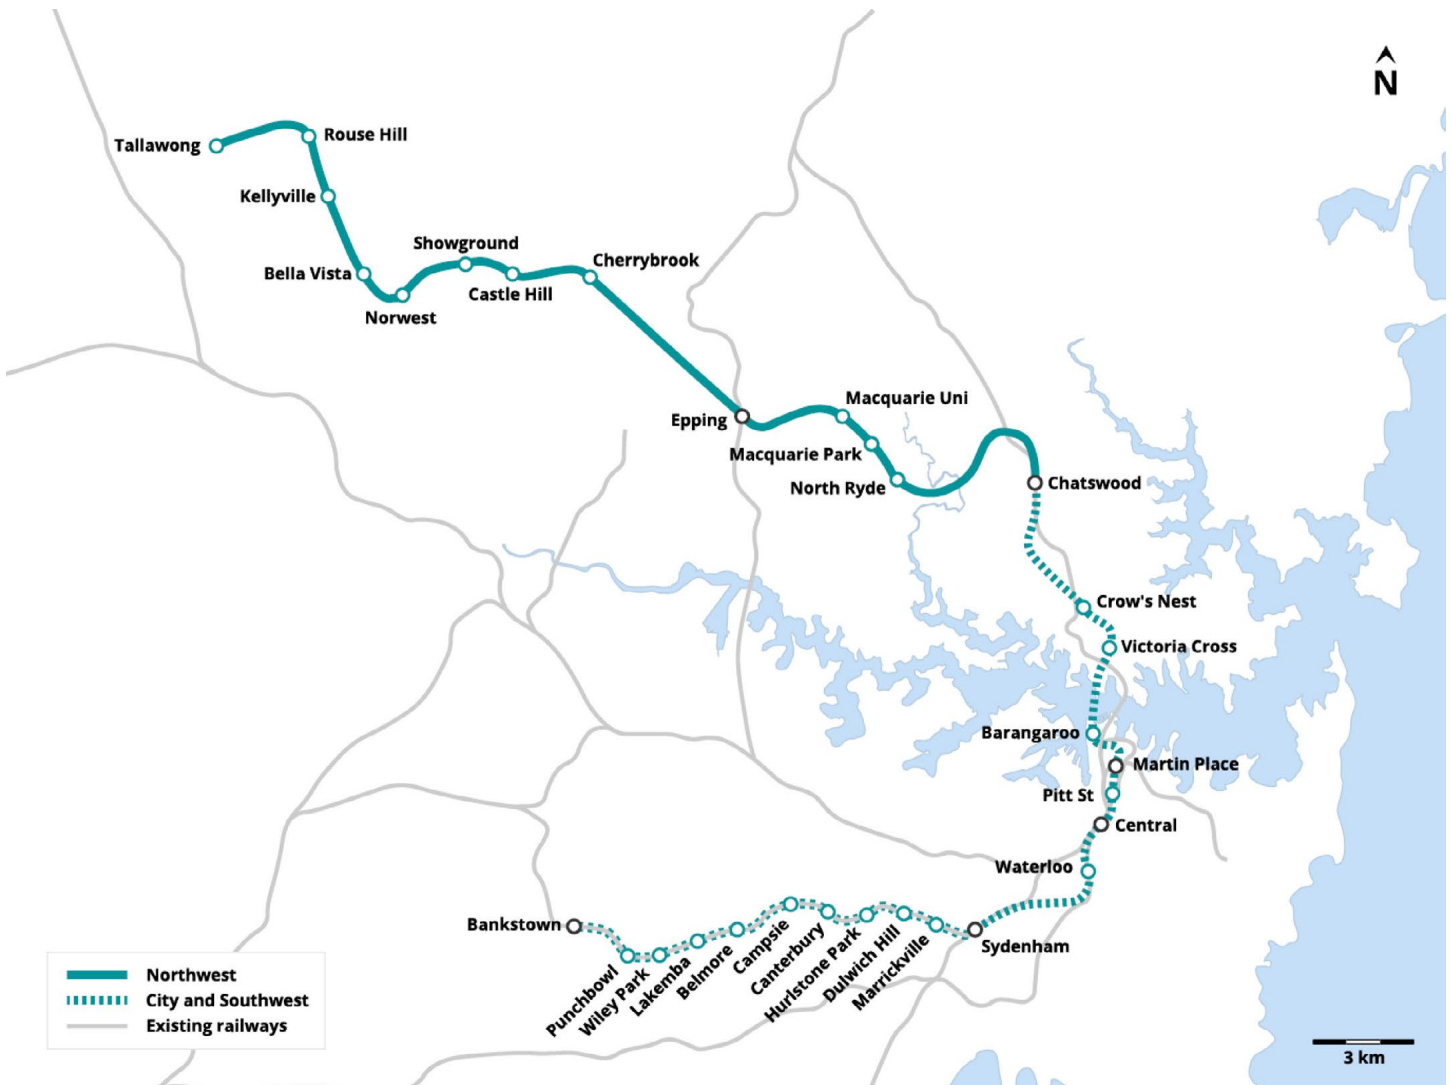 N
Tallawong
Rouse Hill
Kellyville
Showground
Cherrybrook
Bella Vista
Castle Hill
Norwest
Macquarie Uni
Epping
Macquarie Park
North Ryde
Chatswood
Crow's Nest
Victoria Cross
Barangaroo
Martin Place
Pitt St
Central
Waterloo
Bankstown
Sydenham
Punchbowl
Wiley Park
Lakemba
Belmore
Campsie
Canterbury
Hurlstone Park
Dulwich Hill
Marrickville
Northwest
City and Southwest
Existing railways
3 km